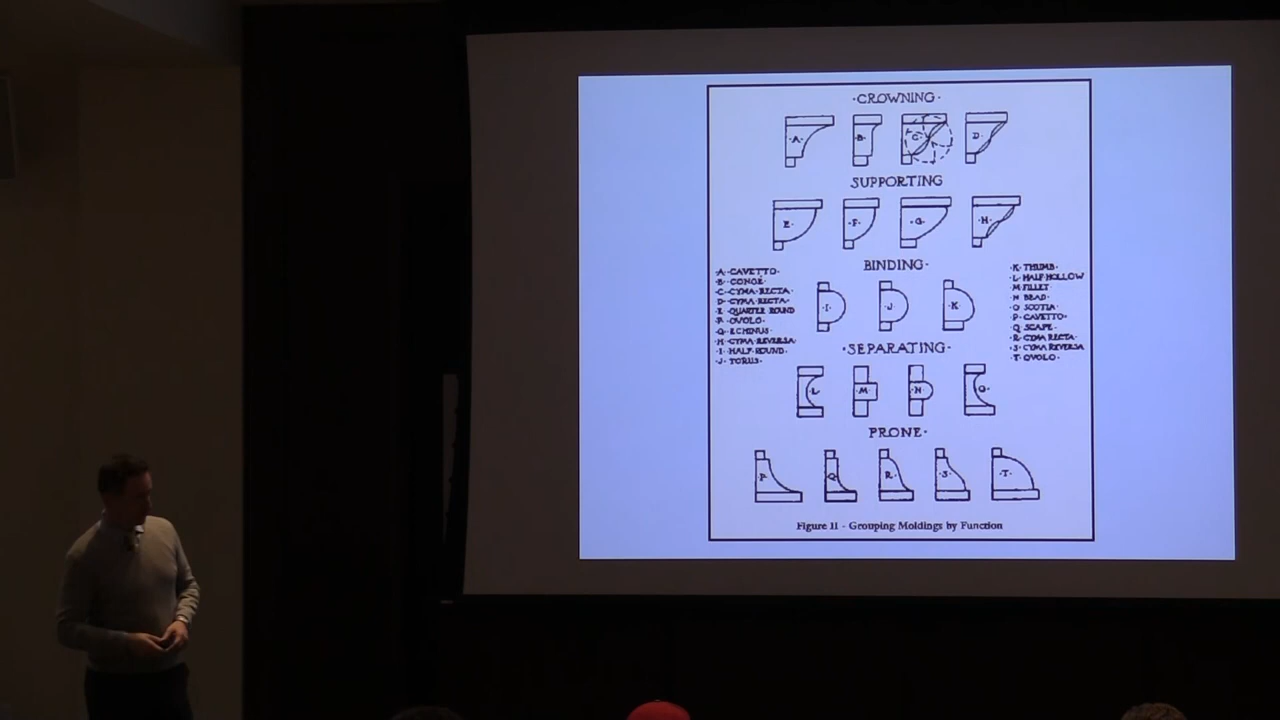 ·CROWNING·
·A· ·B· ·C· ·D·
SUPPORTING
·E· ·F· ·G· ·H·
BINDING·
·A· CAVETTO·
·B· CONGÉ·
·C· CYMA·RECTA·
·D· CYMA·RECTA·
·E· QUARTER ROUND
·F· OVOLO·
·G· ECHINUS·
·H· CYMA·REVERSA·
·I· HALF·ROUND·
·J· TORUS·
·I· ·J· ·K·
·K· THUMB·
·L· HALF·HOLLOW
·M· FILLET·
·N· BEAD·
·O· SCOTIA·
·P· CAVETTO·
·Q· SCAPE·
·R· CYMA·RECTA·
·S· CYMA·REVERSA
·T· OVOLO·
·SEPARATING·
·L· ·M· ·N· ·O·
PRONE·
·P· ·Q· ·R· ·S· ·T·
Figure 11 - Grouping Moldings by Function